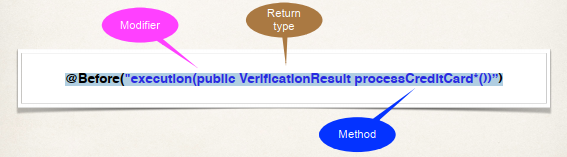 Modifier
Return
type
@Before("execution(public VerificationResult processCreditCard*())")
Method